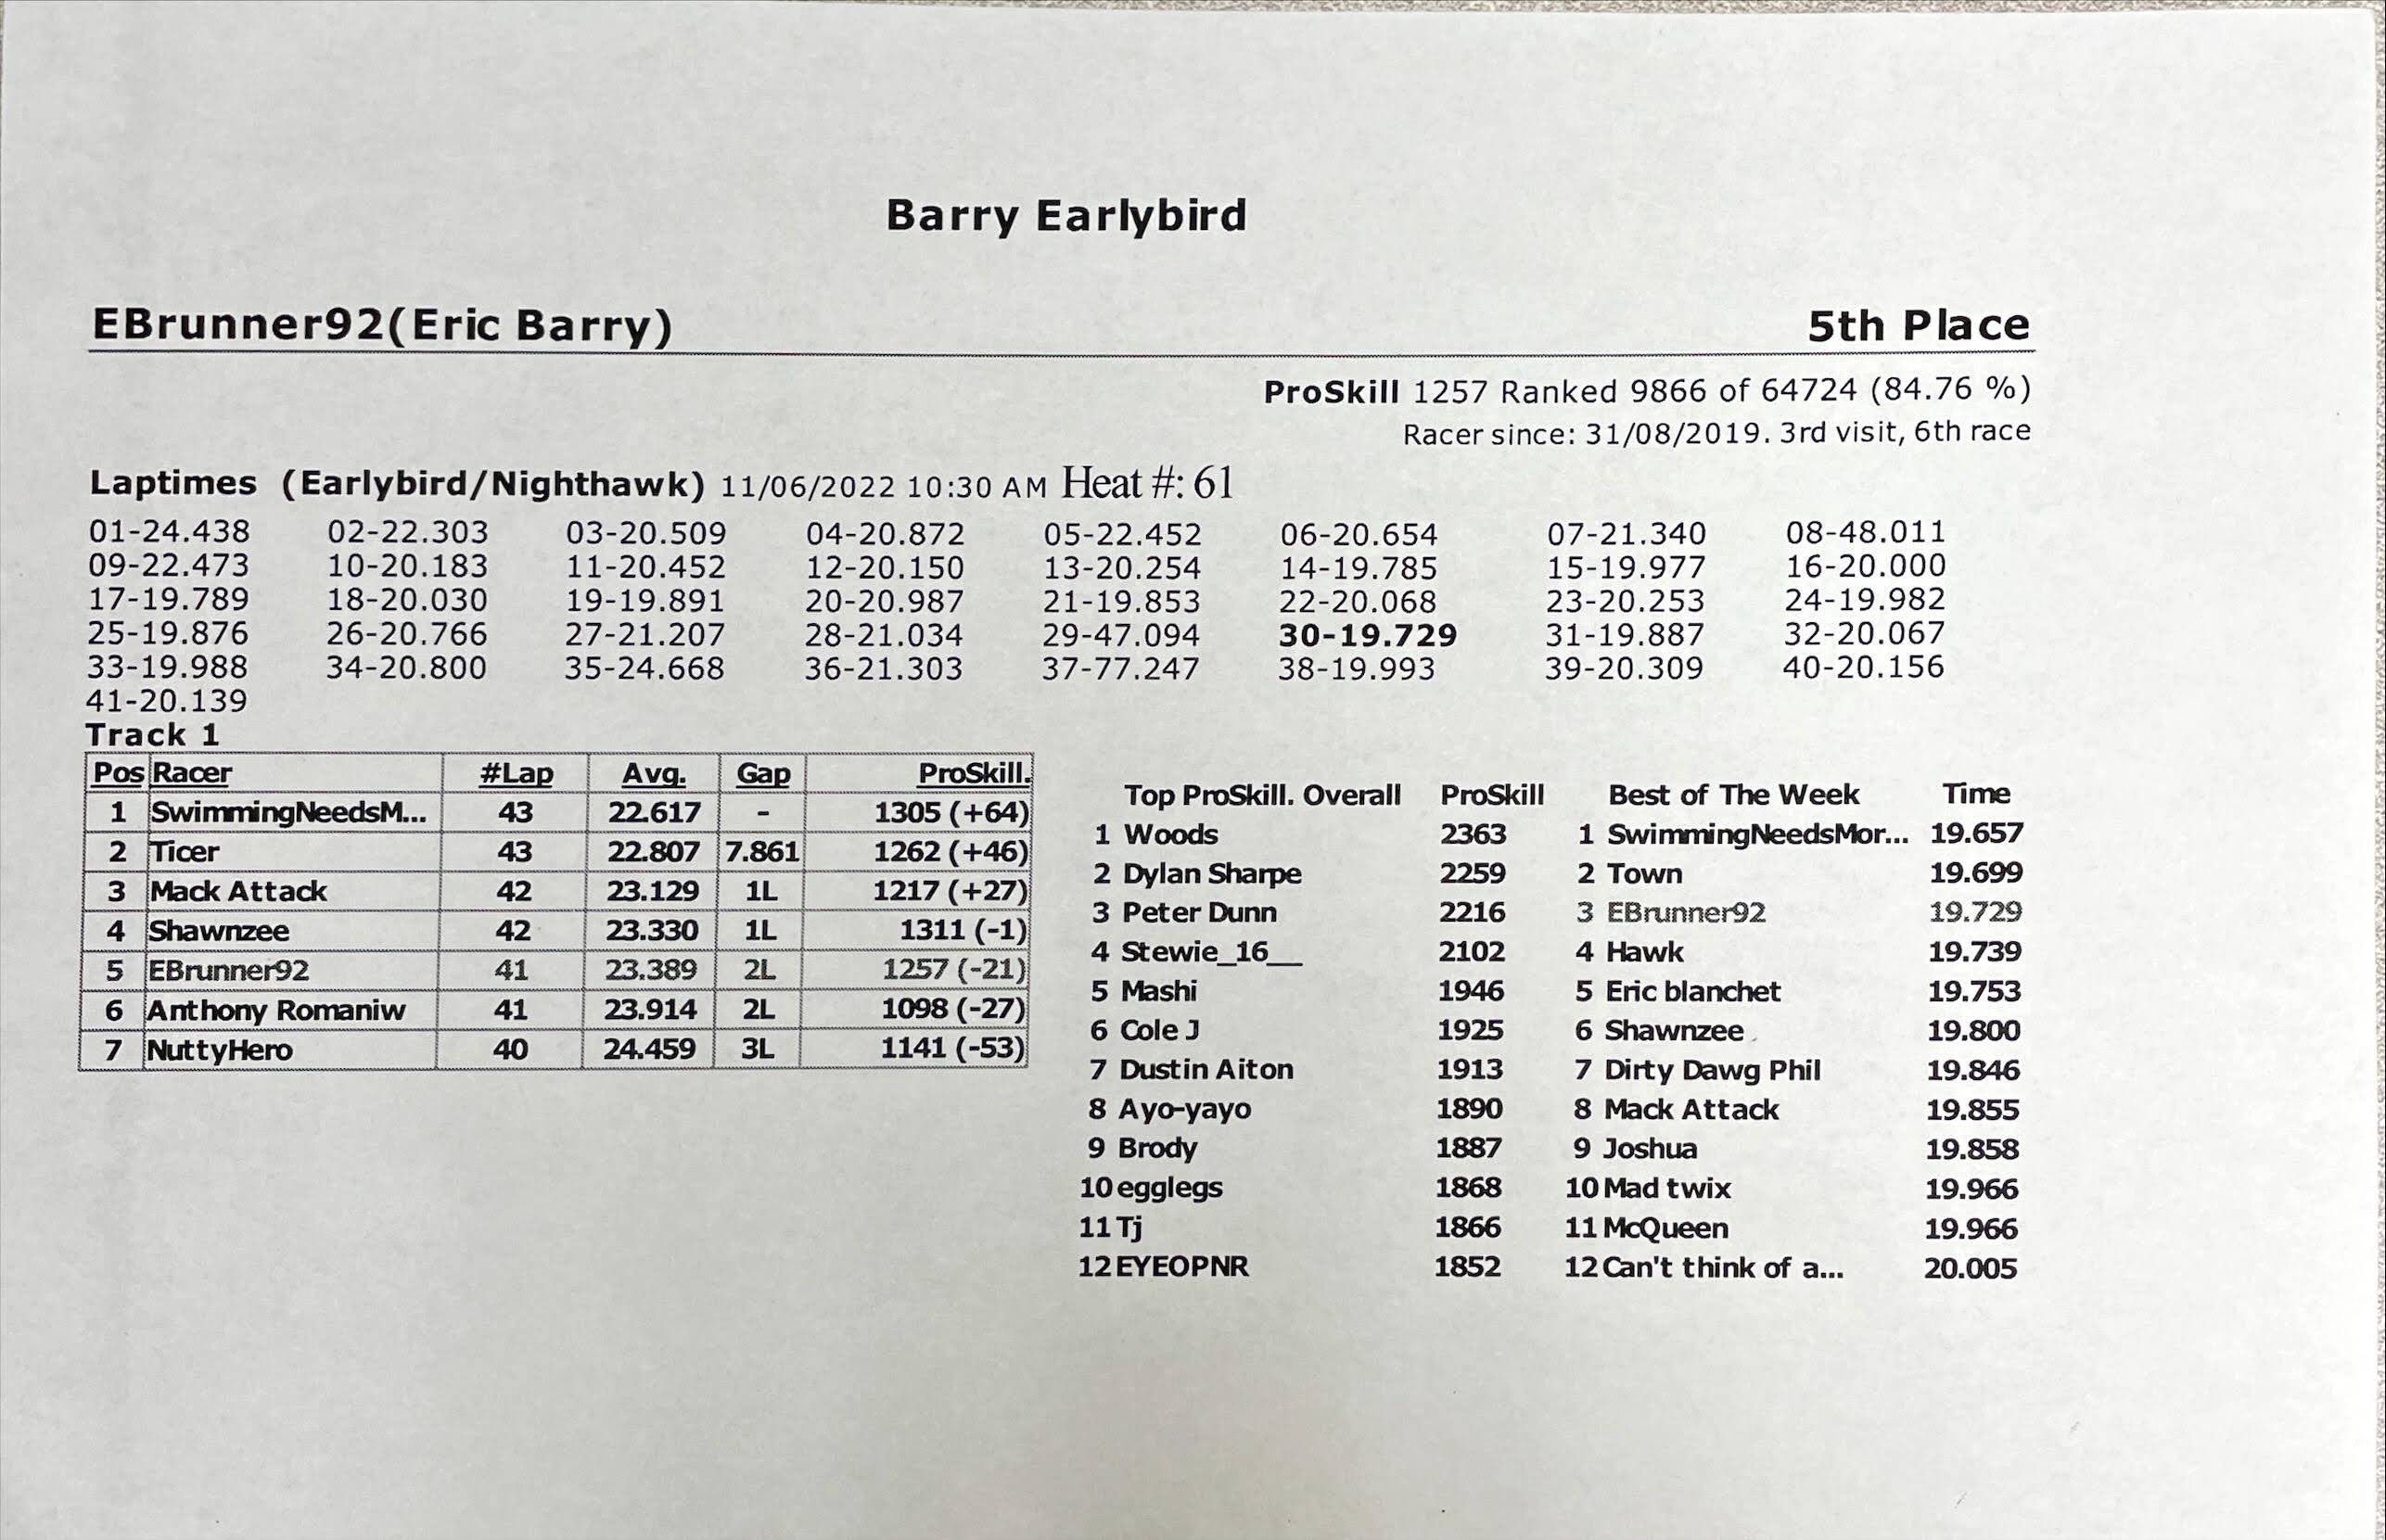 Barry Earlybird
EBrunner92(Eric Barry) 5th Place
ProSkill 1257 Ranked 9866 of 64724 (84.76 %)
Racer since: 31/08/2019. 3rd visit, 6th race
Laptimes (Earlybird/Nighthawk) 11/06/2022 10:30 AM Heat #: 61
01-24.438 02-22.303 03-20.509 04-20.872 05-22.452 06-20.654 07-21.340 08-48.011
09-22.473 10-20.183 11-20.452 12-20.150 13-20.254 14-19.785 15-19.977 16-20.000
17-19.789 18-20.030 19-19.891 20-20.987 21-19.853 22-20.068 23-20.253 24-19.982
25-19.876 26-20.766 27-21.207 28-21.034 29-47.094 30-19.729 31-19.887 32-20.067
33-19.988 34-20.800 35-24.668 36-21.303 37-77.247 38-19.993 39-20.309 40-20.156
41-20.139
Track 1
Pos Racer #Lap Avg. Gap ProSkill.
1 SwimmingNeedsM... 43 22.617 - 1305 (+64)
2 Ticer 43 22.807 7.861 1262 (+46)
3 Mack Attack 42 23.129 1L 1217 (+27)
4 Shawnzee 42 23.330 1L 1311 (-1)
5 EBrunner92 41 23.389 2L 1257 (-21)
6 Anthony Romaniw 41 23.914 2L 1098 (-27)
7 NuttyHero 40 24.459 3L 1141 (-53)
Top ProSkill. Overall ProSkill
1 Woods 2363
2 Dylan Sharpe 2259
3 Peter Dunn 2216
4 Stewie_16__ 2102
5 Mashi 1946
6 Cole J 1925
7 Dustin Aiton 1913
8 Ayo-yayo 1890
9 Brody 1887
10 egglegs 1868
11 Tj 1866
12 EYEOPNR 1852
Best of The Week Time
1 SwimmingNeedsMor... 19.657
2 Town 19.699
3 EBrunner92 19.729
4 Hawk 19.739
5 Eric blanchet 19.753
6 Shawnzee 19.800
7 Dirty Dawg Phil 19.846
8 Mack Attack 19.855
9 Joshua 19.858
10 Mad twix 19.966
11 McQueen 19.966
12 Can't think of a... 20.005